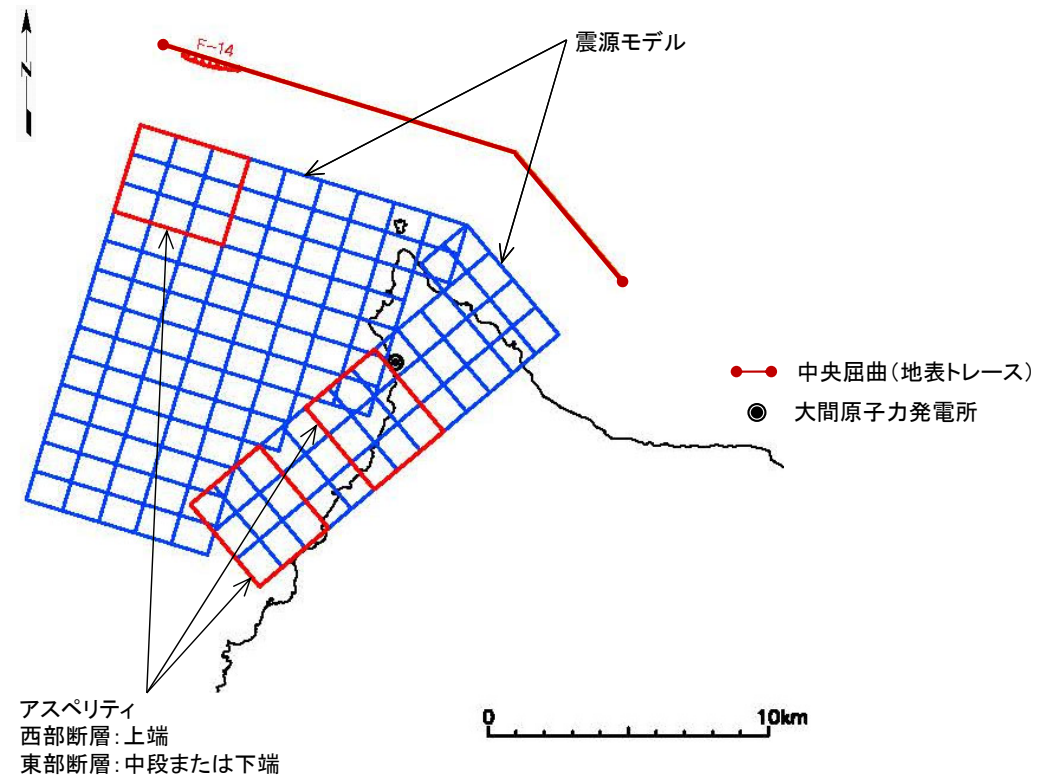 N
F-14
震源モデル
中央屈曲(地表トレース)
大間原子力発電所
アスペリティ
西部断層:上端
東部断層:中段または下端
0 10km